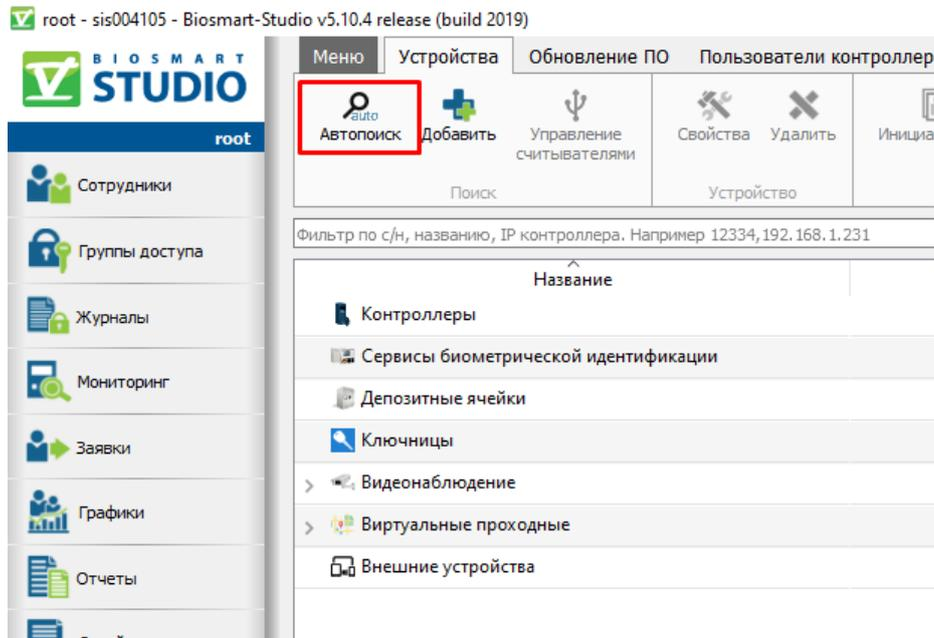 root - sis004105 - Biosmart-Studio v5.10.4 release (build 2019)
BIOSMART
STUDIO
root
Сотрудники
Группы доступа
Журналы
Мониторинг
Заявки
Графики
Отчеты
Меню Устройства Обновление ПО Пользователи контроллер
auto
Автопоиск Добавить Управление считывателями Свойства Удалить Инициа
Поиск Устройство
Фильтр по с/н, названию, IP контроллера. Например 12334,192.168.1.231
Название
Контроллеры
Сервисы биометрической идентификации
Депозитные ячейки
Ключницы
Видеонаблюдение
Виртуальные проходные
Внешние устройства